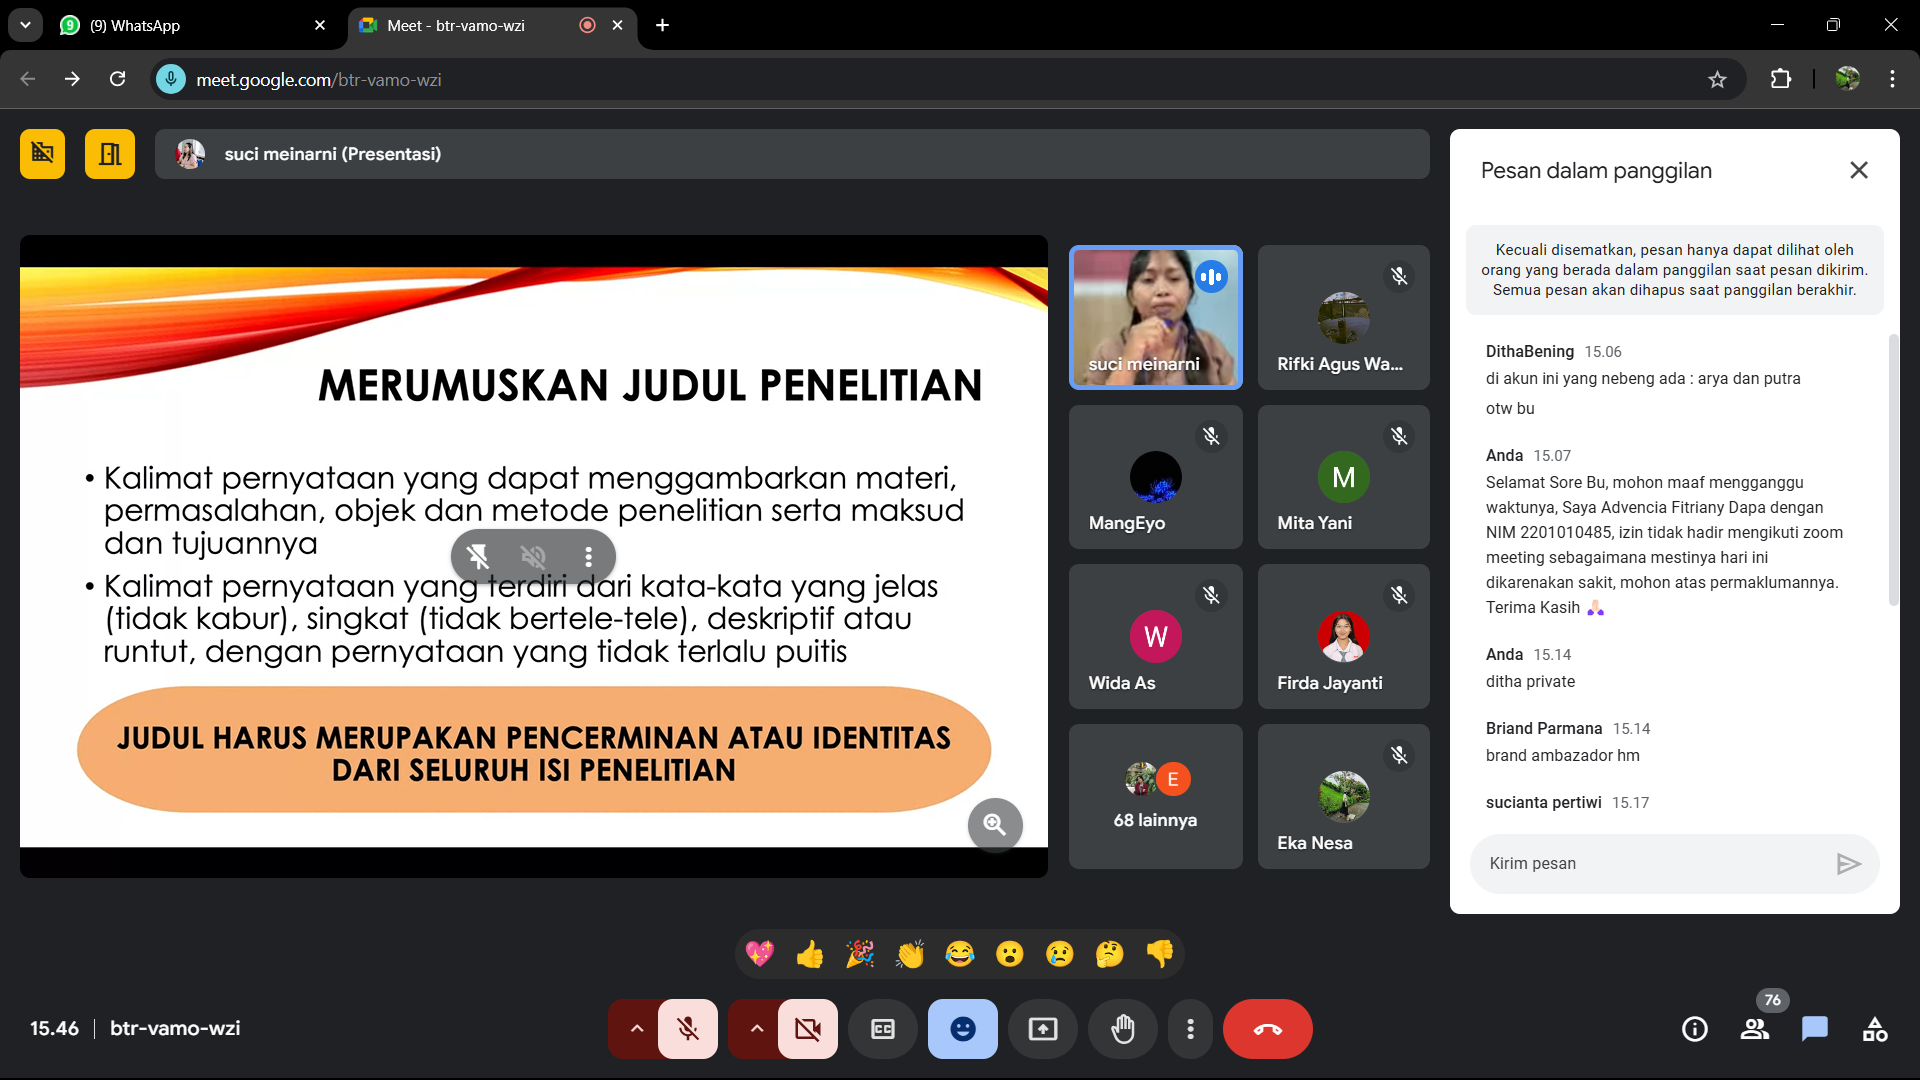 (9) WhatsApp
Meet - btr-vamo-wzi
meet.google.com/btr-vamo-wzi
suci meinarni (Presentasi)
MERUMUSKAN JUDUL PENELITIAN
• Kalimat pernyataan yang dapat menggambarkan materi,
permasalahan, objek dan metode penelitian serta maksud
dan tujuannya
• Kalimat pernyataan yang terdiri dari kata-kata yang jelas
(tidak kabur), singkat (tidak bertele-tele), deskriptif atau
runtut, dengan pernyataan yang tidak terlalu puitis
JUDUL HARUS MERUPAKAN PENCERMINAN ATAU IDENTITAS
DARI SELURUH ISI PENELITIAN
suci meinarni
Rifki Agus Wa...
MangEyo
M
Mita Yani
W
Wida As
Firda Jayanti
E
68 lainnya
Eka Nesa
Pesan dalam panggilan
Kecuali disematkan, pesan hanya dapat dilihat oleh
orang yang berada dalam panggilan saat pesan dikirim.
Semua pesan akan dihapus saat panggilan berakhir.
DithaBening 15.06
di akun ini yang nebeng ada : arya dan putra
otw bu
Anda 15.07
Selamat Sore Bu, mohon maaf mengganggu
waktunya, Saya Advencia Fitriany Dapa dengan
NIM 2201010485, izin tidak hadir mengikuti zoom
meeting sebagaimana mestinya hari ini
dikarenakan sakit, mohon atas permaklumannya.
Terima Kasih 🙏🏻
Anda 15.14
ditha private
Briand Parmana 15.14
brand ambazador hm
sucianta pertiwi 15.17
Kirim pesan
15.46 | btr-vamo-wzi
CC
76